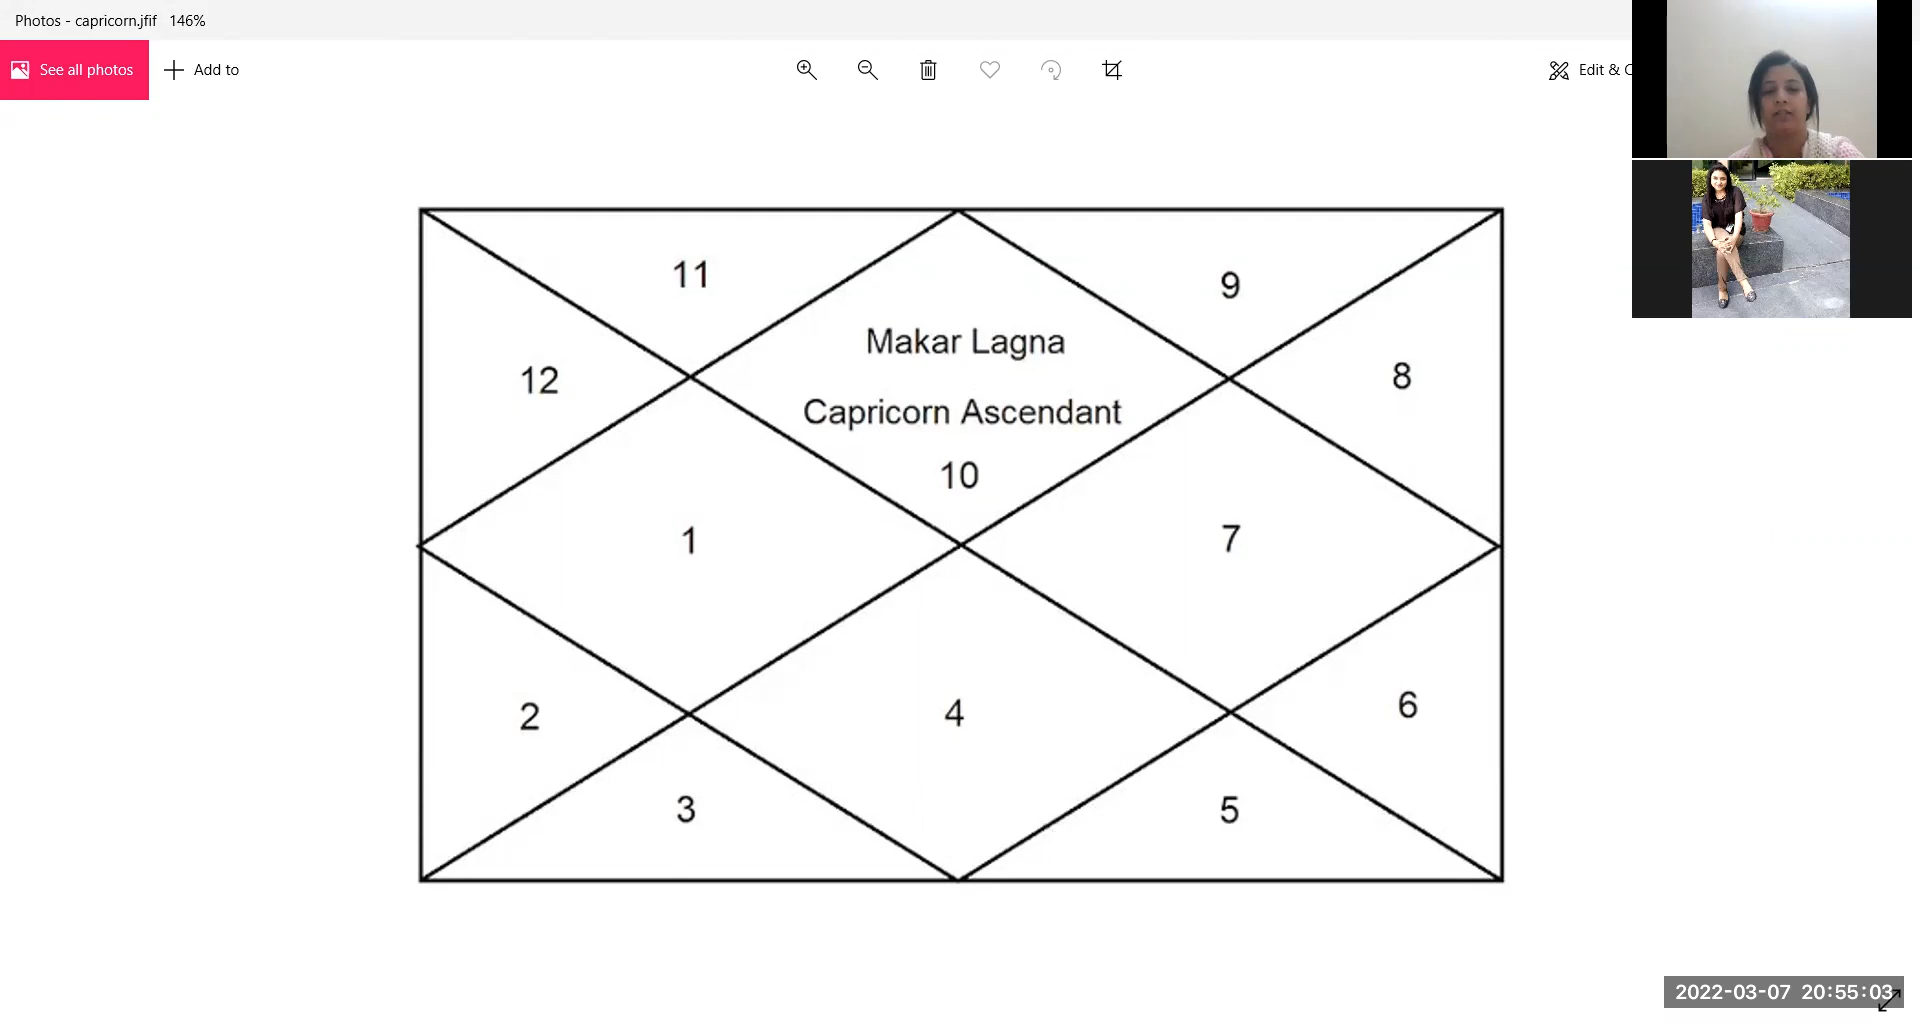 Photos - capricorn.jfif 146%
See all photos
Add to
Edit & C
11
9
Makar Lagna
12
8
Capricorn Ascendant
10
1
7
2
4
6
3
5
2022-03-07 20:55:03